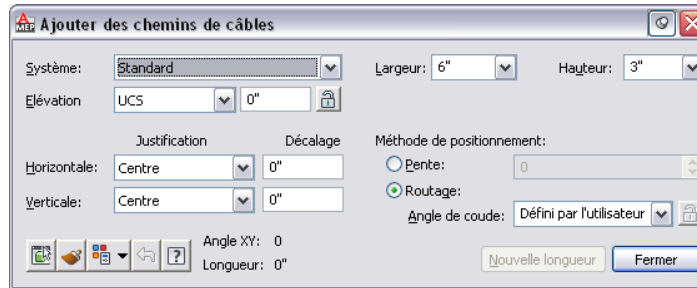 MEP Ajouter des chemins de câbles
Système: Standard Largeur: 6" Hauteur: 3"
Elévation UCS 0"
Justification Décalage Méthode de positionnement:
Horizontale: Centre 0" Pente: 0
Verticale: Centre 0" Routage:
Angle de coude: Défini par l'utilisateur
Angle XY: 0
Longueur: 0" Nouvelle longueur Fermer